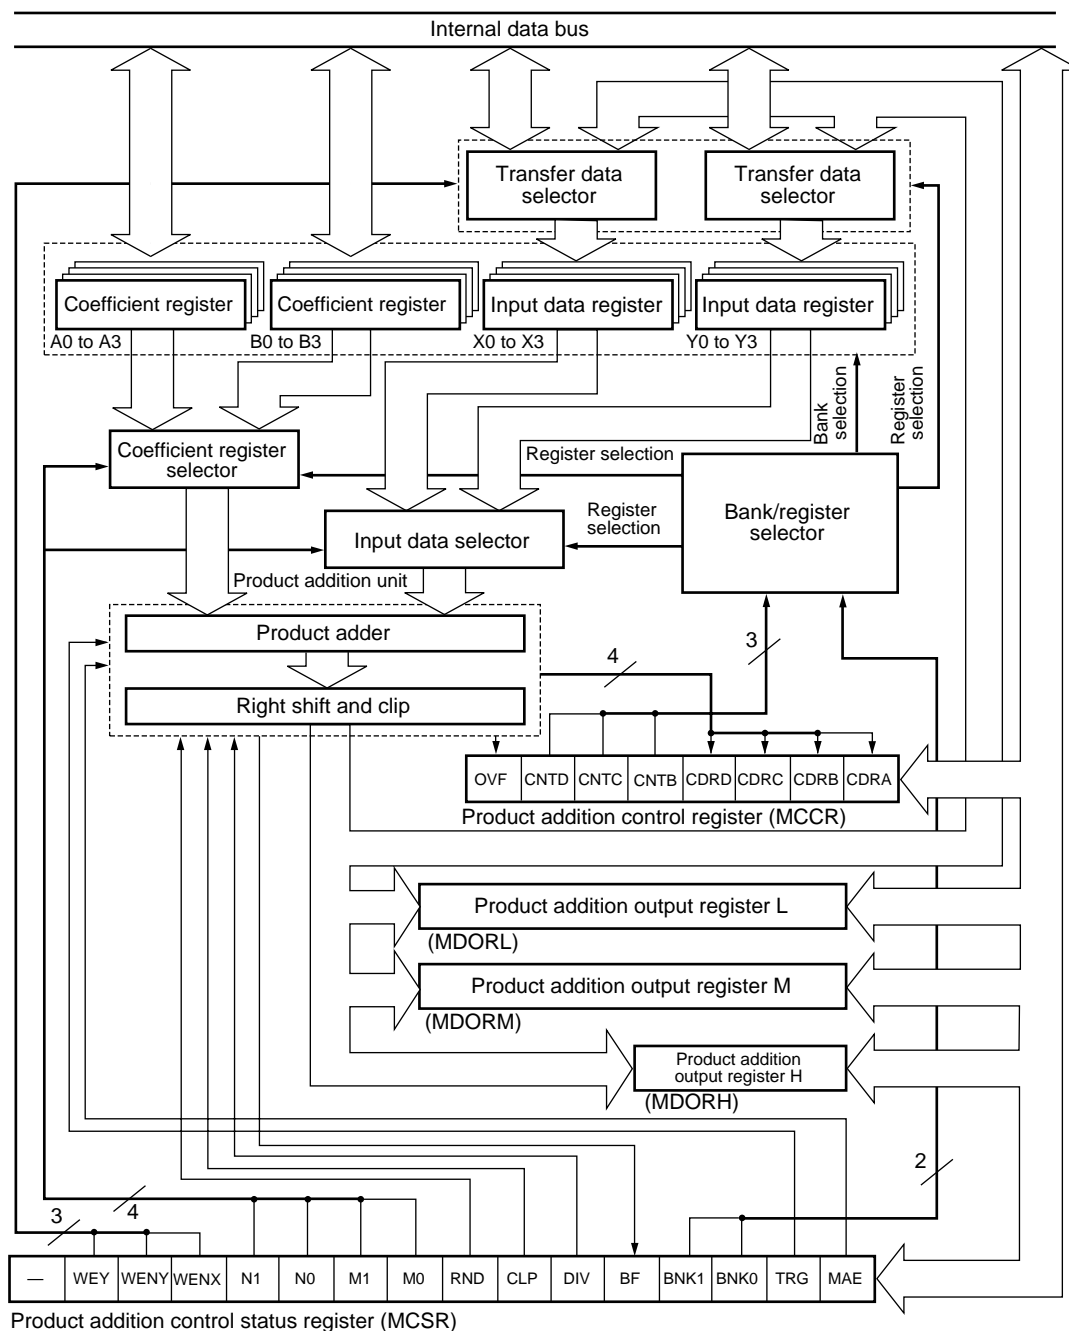 Internal data bus
Transfer data
selector
Transfer data
selector
Coefficient register
Coefficient register
Input data register
Input data register
A0 to A3
B0 to B3
X0 to X3
Y0 to Y3
Bank
selection
Register
selection
Coefficient register
selector
Register selection
Register
selection
Bank/register
selector
Input data selector
Product addition unit
Product adder
3
4
Right shift and clip
OVF CNTD CNTC CNTB CDRD CDRC CDRB CDRA
Product addition control register (MCCR)
Product addition output register L
(MDORL)
Product addition output register M
(MDORM)
Product addition
output register H
(MDORH)
2
3
4
— WEY WENY WENX N1 N0 M1 M0 RND CLP DIV BF BNK1 BNK0 TRG MAE
Product addition control status register (MCSR)